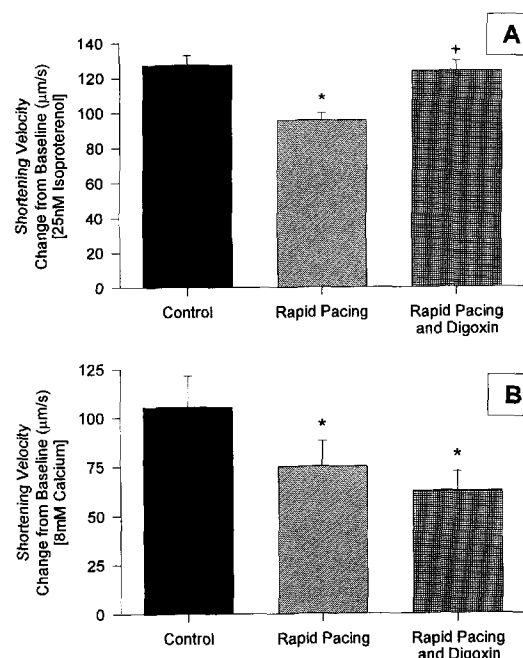 A
Shortening Velocity
Change from Baseline (µm/s)
[25nM Isoproterenol]
140
120
100
80
60
40
20
0
*
+
Control
Rapid Pacing
Rapid Pacing
and Digoxin
B
Shortening Velocity
Change from Baseline (µm/s)
[8mM Calcium]
125
100
75
50
25
0
*
*
Control
Rapid Pacing
Rapid Pacing
and Digoxin